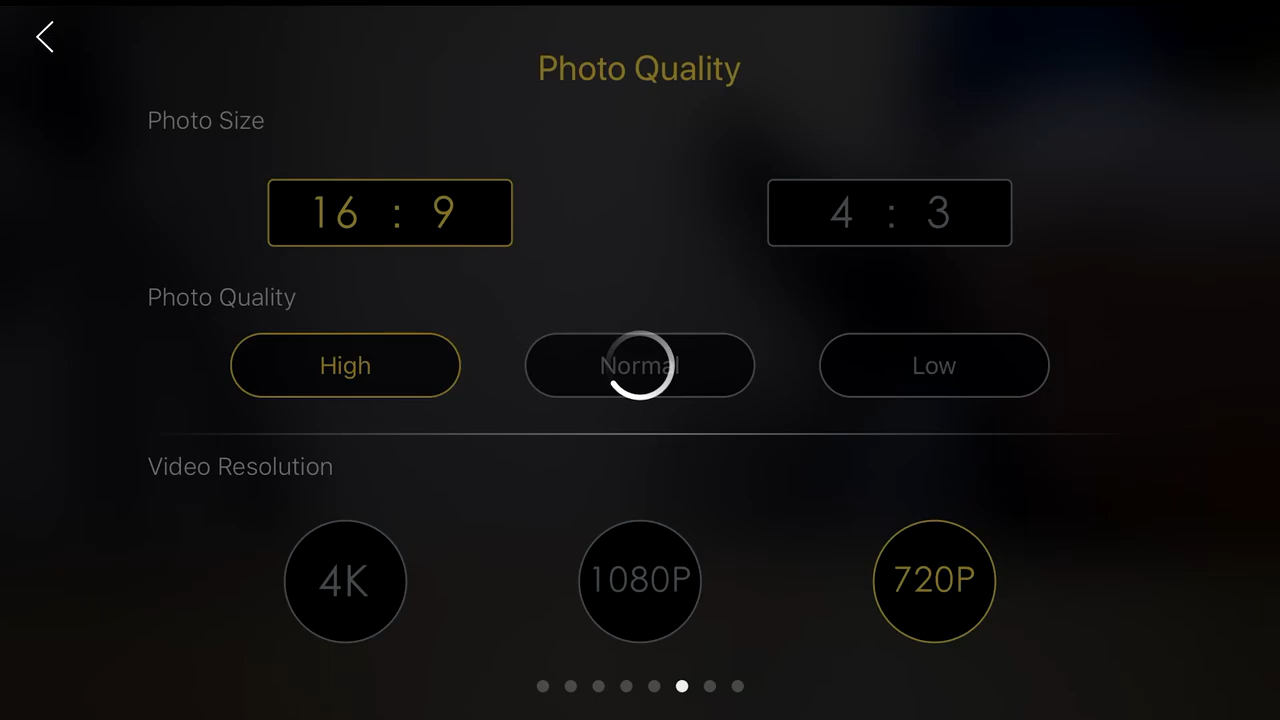 Photo Quality
Photo Size
16 : 9
4 : 3
Photo Quality
High
Normal
Low
Video Resolution
4K
1080P
720P